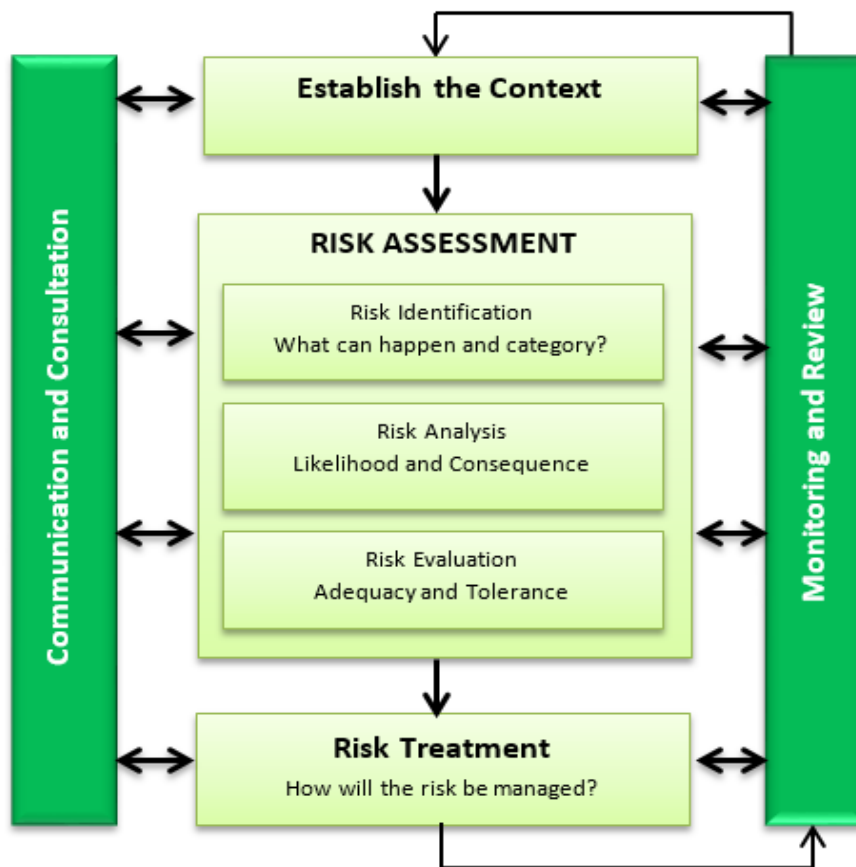 Establish the Context
Communication and Consultation
RISK ASSESSMENT
Risk Identification
What can happen and category?
Risk Analysis
Likelihood and Consequence
Risk Evaluation
Adequacy and Tolerance
Monitoring and Review
Risk Treatment
How will the risk be managed?